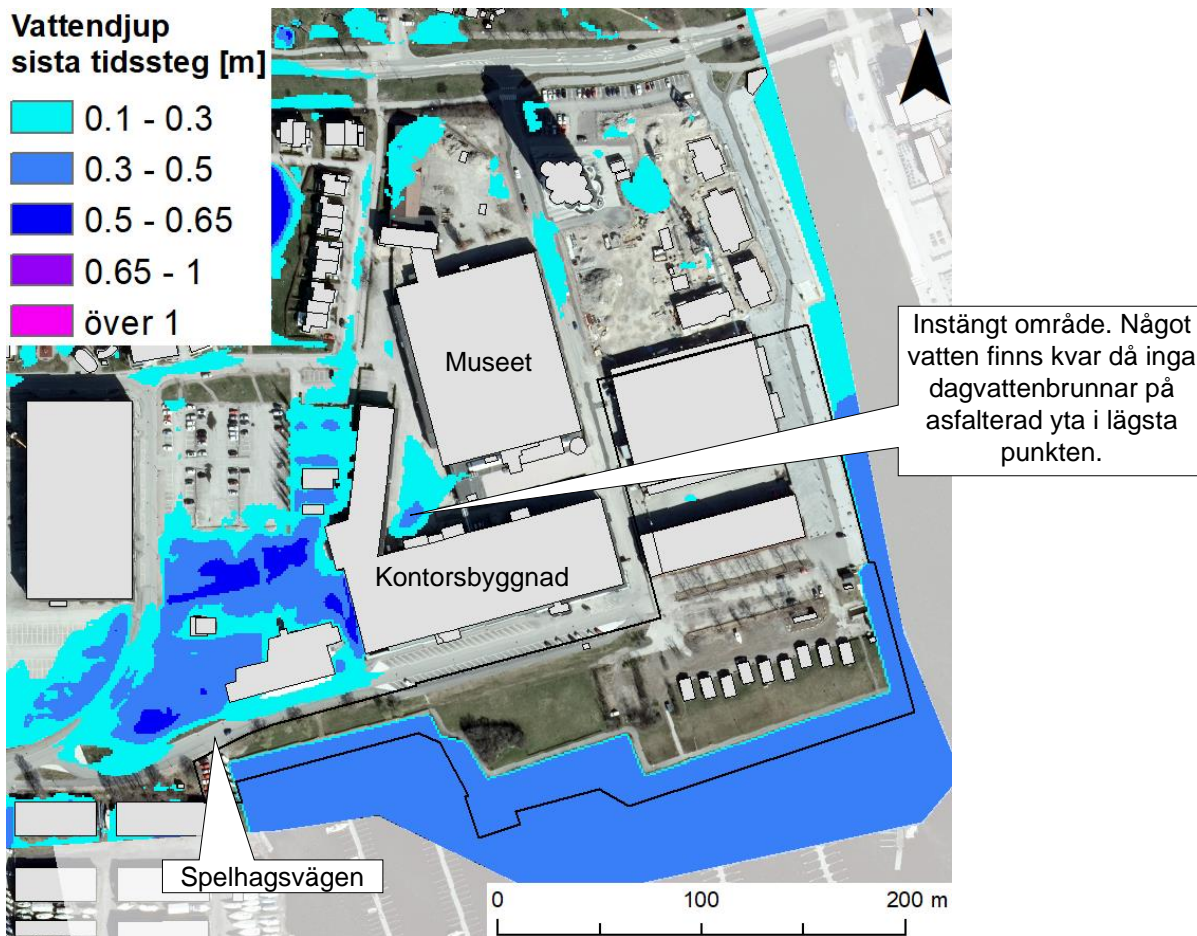 Vattendjup
sista tidssteg [m]
0.1 - 0.3
0.3 - 0.5
0.5 - 0.65
0.65 - 1
över 1
N
Museet
Instängt område. Något
vatten finns kvar då inga
dagvattenbrunnar på
asfalterad yta i lägsta
punkten.
Kontorsbyggnad
Spelhagsvägen
0 100 200 m